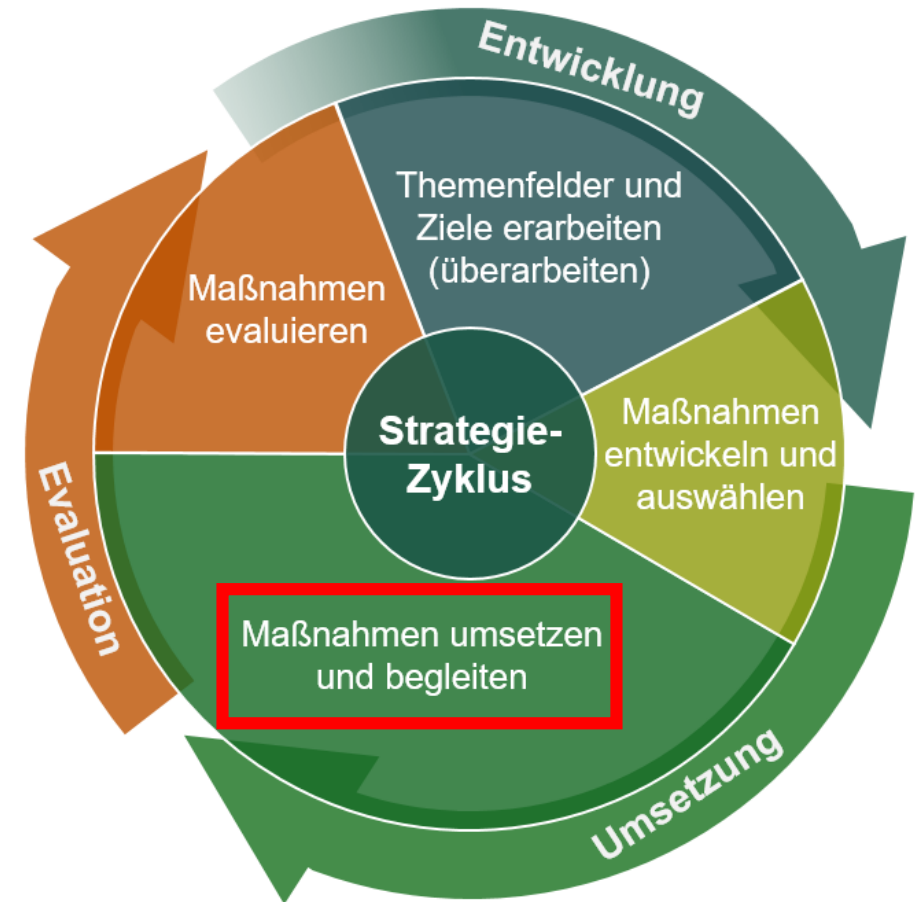 Entwicklung
Themenfelder und
Ziele erarbeiten
(überarbeiten)
Maßnahmen
evaluieren
Strategie-
Zyklus
Maßnahmen
entwickeln und
auswählen
Evaluation
Maßnahmen umsetzen
und begleiten
Umsetzung